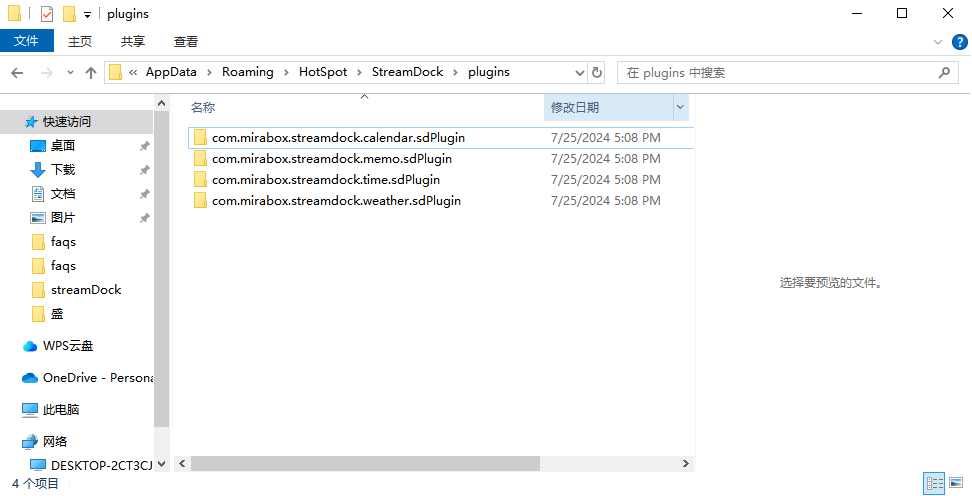 plugins
文件 主页 共享 查看
« AppData › Roaming › HotSpot › StreamDock › plugins
在 plugins 中搜索
名称 修改日期
com.mirabox.streamdock.calendar.sdPlugin 7/25/2024 5:08 PM
com.mirabox.streamdock.memo.sdPlugin 7/25/2024 5:08 PM
com.mirabox.streamdock.time.sdPlugin 7/25/2024 5:08 PM
com.mirabox.streamdock.weather.sdPlugin 7/25/2024 5:08 PM
快速访问
桌面
下载
文档
图片
faqs
faqs
streamDock
盛
WPS云盘
OneDrive - Persona
此电脑
网络
DESKTOP-2CT3CJ
选择要预览的文件。
4 个项目